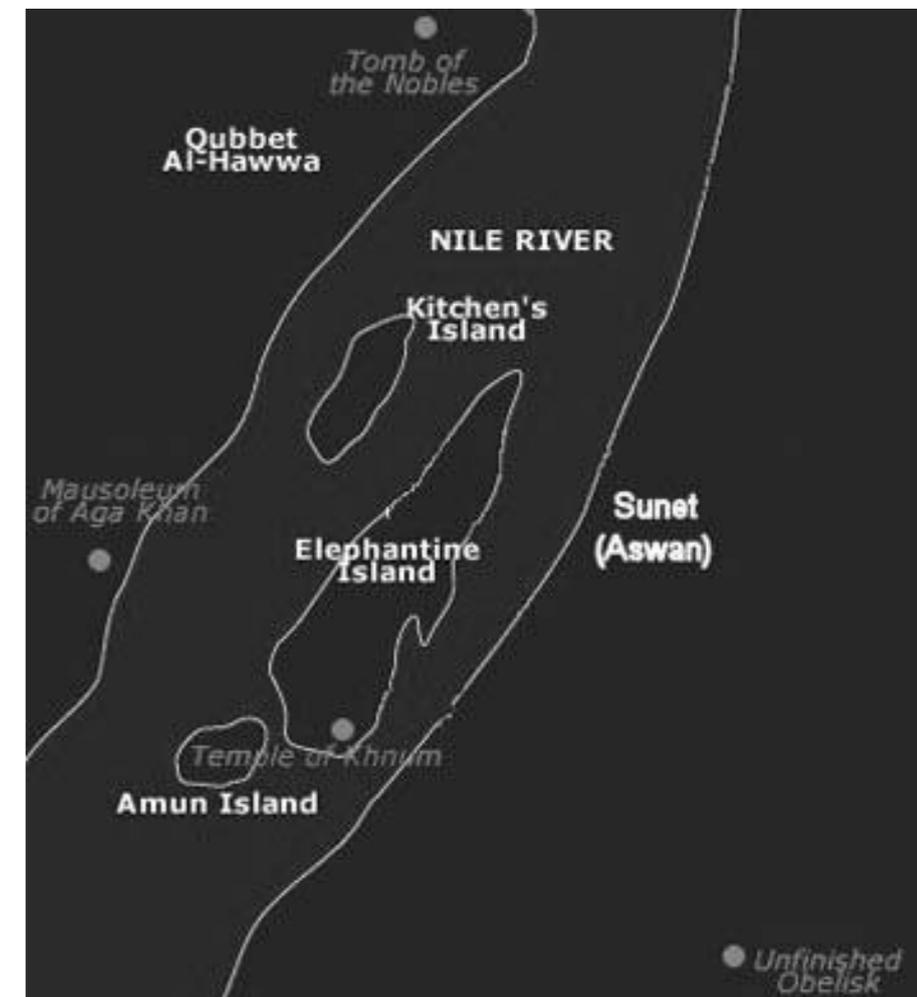 Tomb of
the Nobles
Qubbet
Al-Hawwa
NILE RIVER
Kitchen's
Island
Mausoleum
of Aga Khan
Sunet
(Aswan)
Elephantine
Island
Temple of Khnum
Amun Island
Unfinished
Obelisk